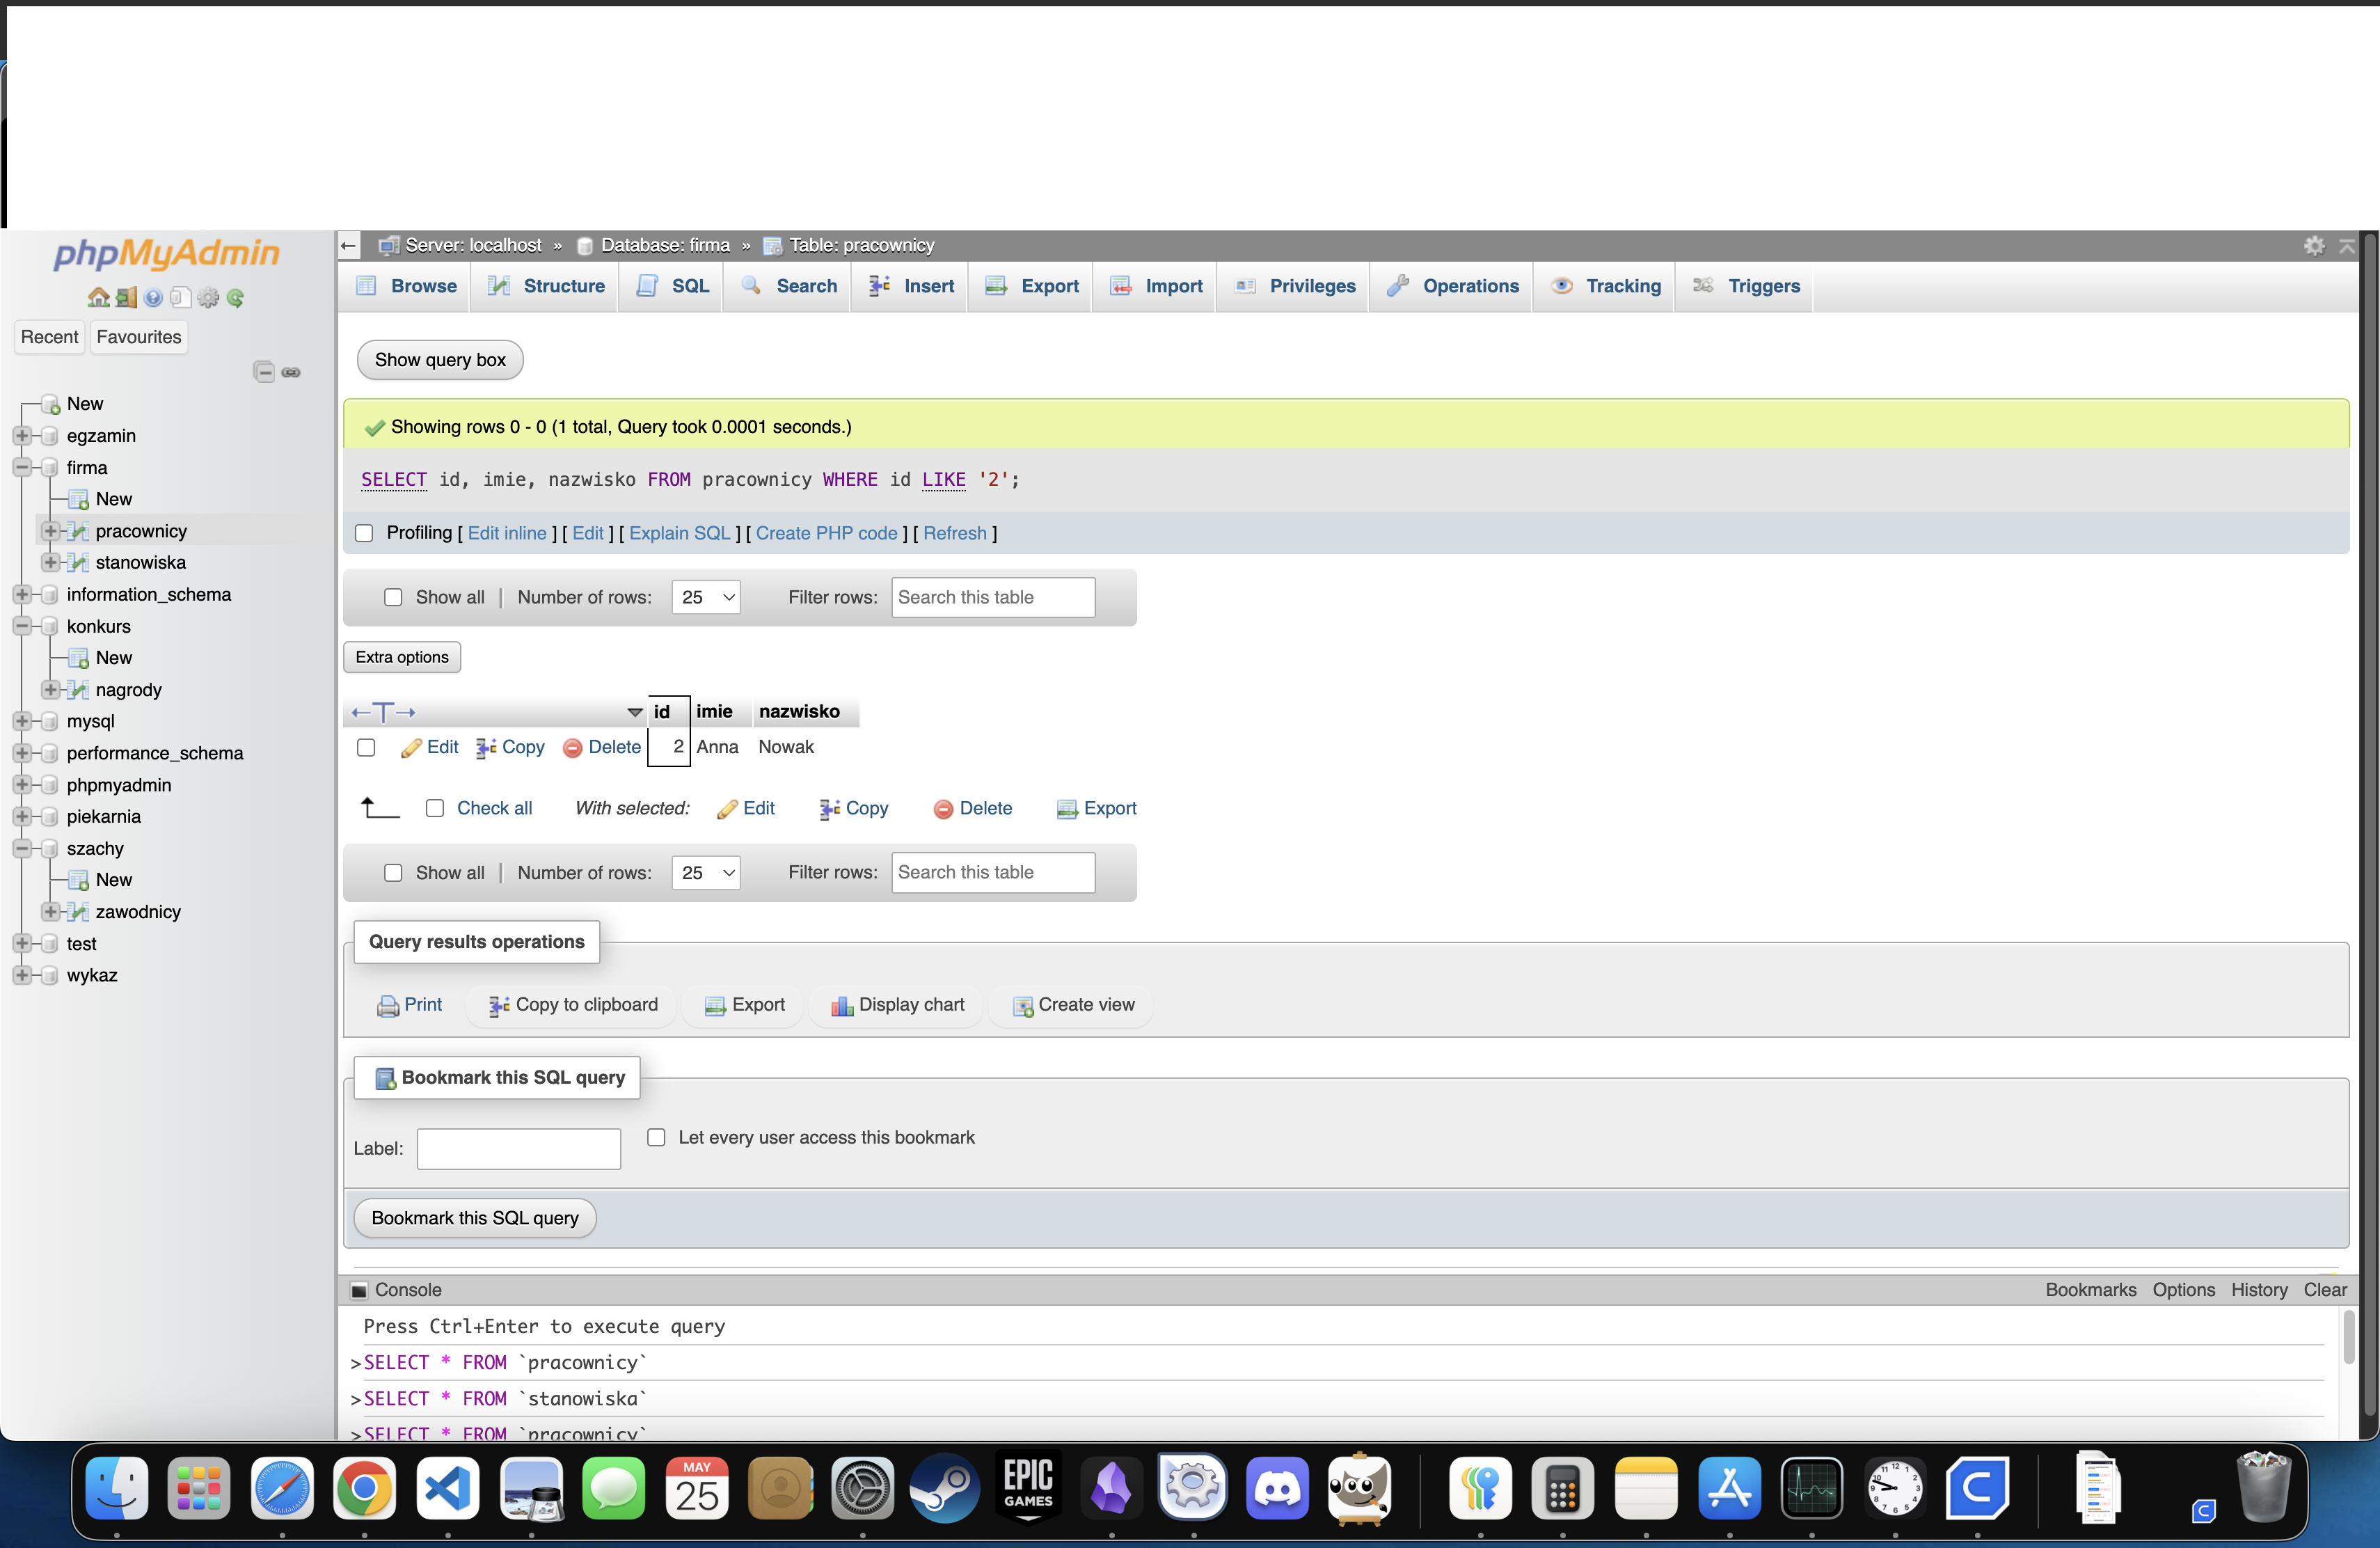 phpMyAdmin
Recent Favourites
New
egzamin
firma
New
pracownicy
stanowiska
information_schema
konkurs
New
nagrody
mysql
performance_schema
phpmyadmin
piekarnia
szachy
New
zawodnicy
test
wykaz
Server: localhost » Database: firma » Table: pracownicy
Browse Structure SQL Search Insert Export Import Privileges Operations Tracking Triggers
Show query box
Showing rows 0 - 0 (1 total, Query took 0.0001 seconds.)
SELECT id, imie, nazwisko FROM pracownicy WHERE id LIKE '2';
Profiling [ Edit inline ] [ Edit ] [ Explain SQL ] [ Create PHP code ] [ Refresh ]
Show all | Number of rows: 25 Filter rows: Search this table
Extra options
←T→ id imie nazwisko
Edit Copy Delete 2 Anna Nowak
Check all With selected: Edit Copy Delete Export
Show all | Number of rows: 25 Filter rows: Search this table
Query results operations
Print Copy to clipboard Export Display chart Create view
Bookmark this SQL query
Label: Let every user access this bookmark
Bookmark this SQL query
Console Bookmarks Options History Clear
Press Ctrl+Enter to execute query
>SELECT * FROM `pracownicy`
>SELECT * FROM `stanowiska`
>SELECT * FROM `pracownicy`
MAY
25
EPIC
GAMES